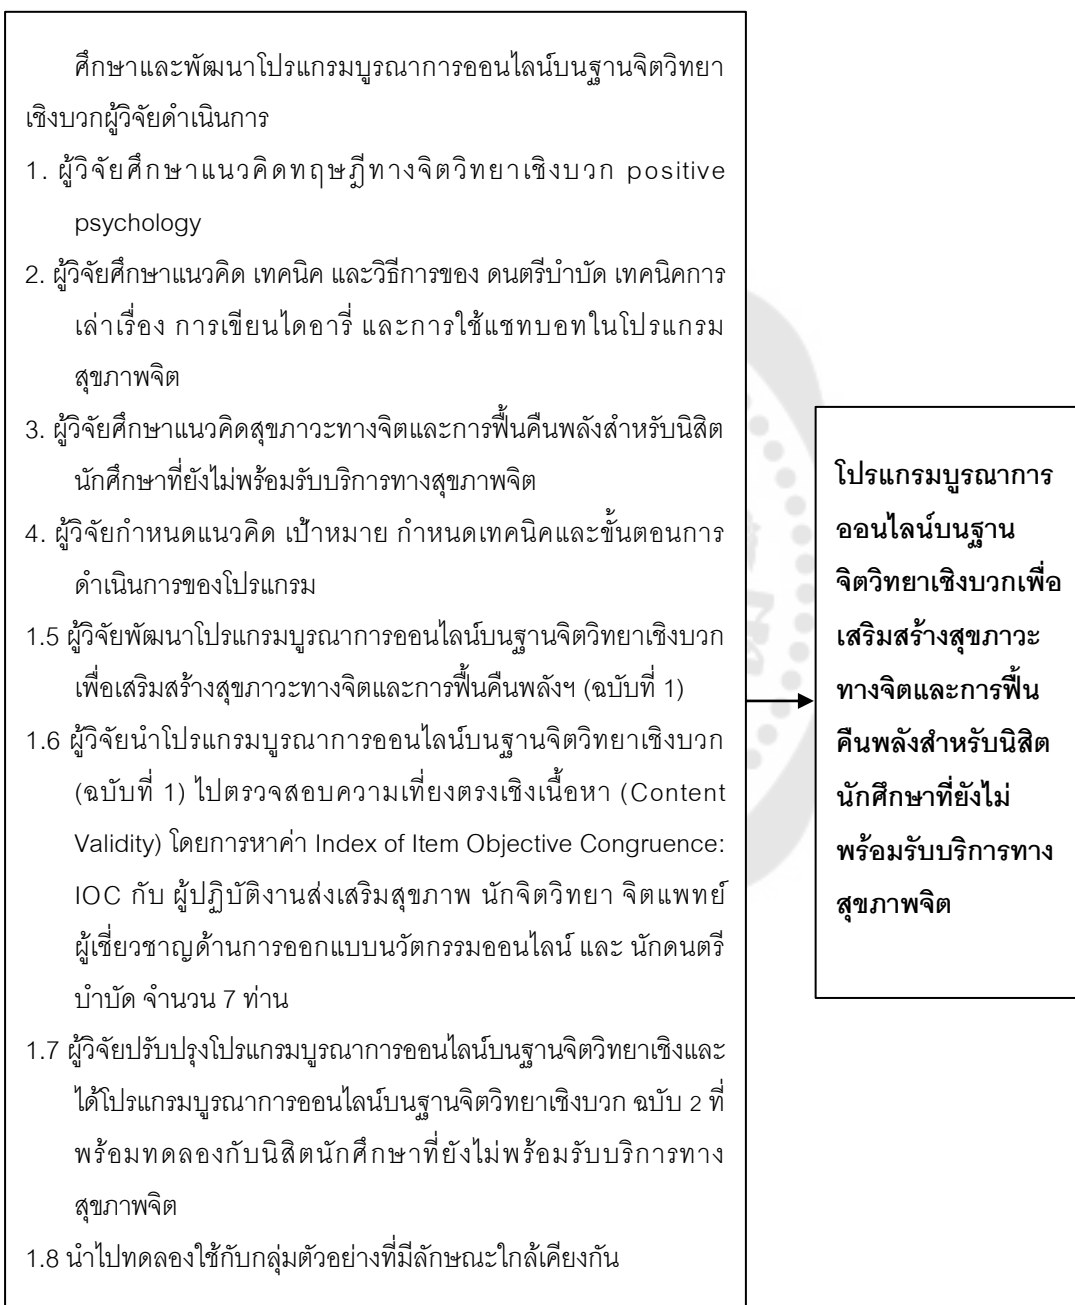 ศึกษาและพัฒนาโปรแกรมบูรณาการออนไลน์บนฐานจิตวิทยา
เชิงบวกผู้วิจัยดำเนินการ
1. ผู้วิจัยศึกษาแนวคิดทฤษฎีทางจิตวิทยาเชิงบวก positive
psychology
2. ผู้วิจัยศึกษาแนวคิด เทคนิค และวิธีการของ ดนตรีบำบัด เทคนิคการ
เล่าเรื่อง การเขียนไดอารี่ และการใช้แชทบอทในโปรแกรม
สุขภาพจิต
3. ผู้วิจัยศึกษาแนวคิดสุขภาวะทางจิตและการฟื้นคืนพลังสำหรับนิสิต
นักศึกษาที่ยังไม่พร้อมรับบริการทางสุขภาพจิต
4. ผู้วิจัยกำหนดแนวคิด เป้าหมาย กำหนดเทคนิคและขั้นตอนการ
ดำเนินการของโปรแกรม
1.5 ผู้วิจัยพัฒนาโปรแกรมบูรณาการออนไลน์บนฐานจิตวิทยาเชิงบวก
เพื่อเสริมสร้างสุขภาวะทางจิตและการฟื้นคืนพลังฯ (ฉบับที่ 1)
1.6 ผู้วิจัยนำโปรแกรมบูรณาการออนไลน์บนฐานจิตวิทยาเชิงบวก
(ฉบับที่ 1) ไปตรวจสอบความเที่ยงตรงเชิงเนื้อหา (Content
Validity) โดยการหาค่า Index of Item Objective Congruence:
IOC กับ ผู้ปฏิบัติงานส่งเสริมสุขภาพ นักจิตวิทยา จิตแพทย์
ผู้เชี่ยวชาญด้านการออกแบบนวัตกรรมออนไลน์ และ นักดนตรี
บำบัด จำนวน 7 ท่าน
1.7 ผู้วิจัยปรับปรุงโปรแกรมบูรณาการออนไลน์บนฐานจิตวิทยาเชิงและ
ได้โปรแกรมบูรณาการออนไลน์บนฐานจิตวิทยาเชิงบวก ฉบับ 2 ที่
พร้อมทดลองกับนิสิตนักศึกษาที่ยังไม่พร้อมรับบริการทาง
สุขภาพจิต
1.8 นำไปทดลองใช้กับกลุ่มตัวอย่างที่มีลักษณะใกล้เคียงกัน
โปรแกรมบูรณาการ
ออนไลน์บนฐาน
จิตวิทยาเชิงบวกเพื่อ
เสริมสร้างสุขภาวะ
ทางจิตและการฟื้น
คืนพลังสำหรับนิสิต
นักศึกษาที่ยังไม่
พร้อมรับบริการทาง
สุขภาพจิต